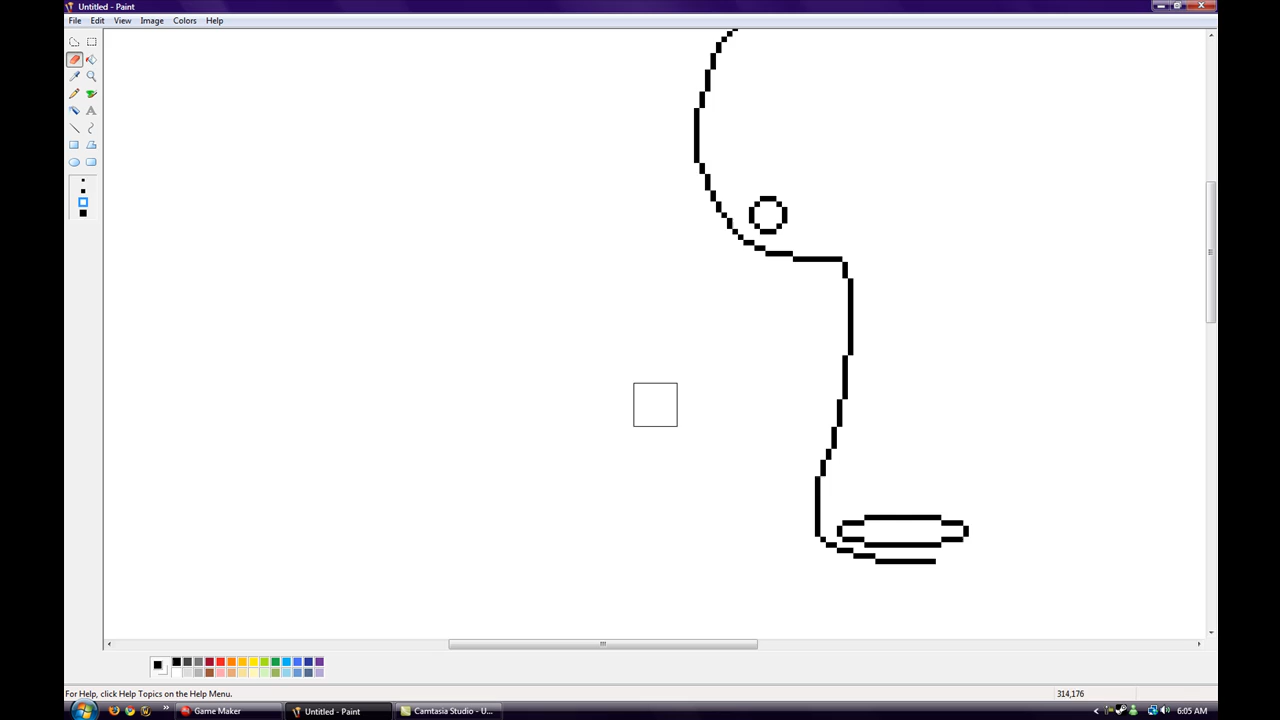 Untitled - Paint
File Edit View Image Colors Help
For Help, click Help Topics on the Help Menu.
314,176
Game Maker
Untitled - Paint
Camtasia Studio - U...
6:05 AM